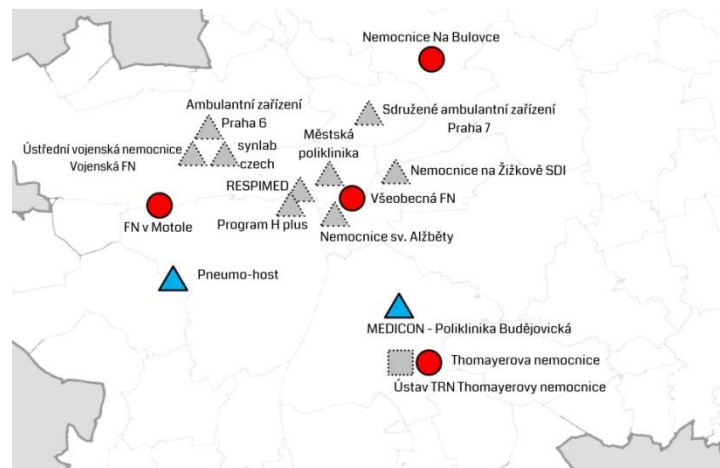 Nemocnice Na Bulovce
Ambulantní zařízení
Praha 6
Sdružené ambulantní zařízení
Praha 7
Městská
poliklinika
Ústřední vojenská nemocnice
Vojenská FN
synlab
czech
Nemocnice na Žižkově SDI
RESPIMED
Všeobecná FN
Program H plus
FN v Motole
Nemocnice sv. Alžběty
Pneumo-host
MEDICON - Poliklinika Budějovická
Thomayerova nemocnice
Ústav TRN Thomayerovy nemocnice